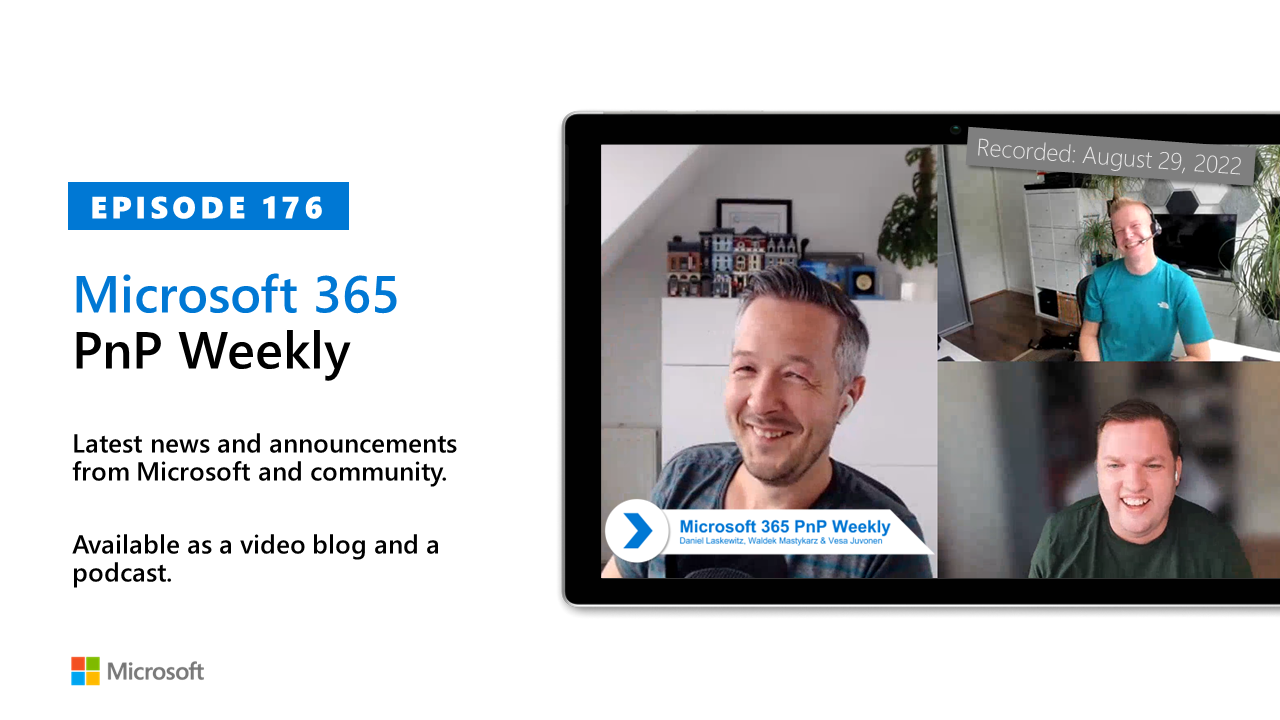 EPISODE 176
Microsoft 365
PnP Weekly
Latest news and announcements
from Microsoft and community.
Available as a video blog and a
podcast.
Microsoft
Recorded: August 29, 2022
Microsoft 365 PnP Weekly
Daniel Laskewitz, Waldek Mastykarz & Vesa Juvonen